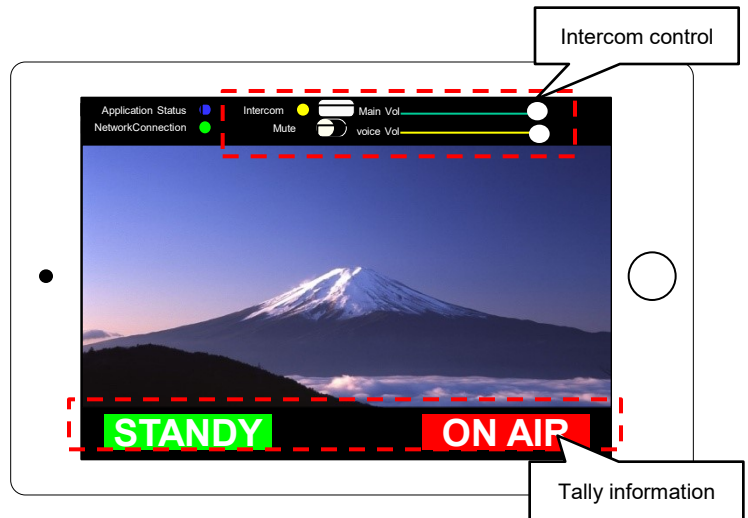 Intercom control
Application Status
Intercom
Main Vol
NetworkConnection
Mute
voice Vol
STANDY
ON AIR
Tally information